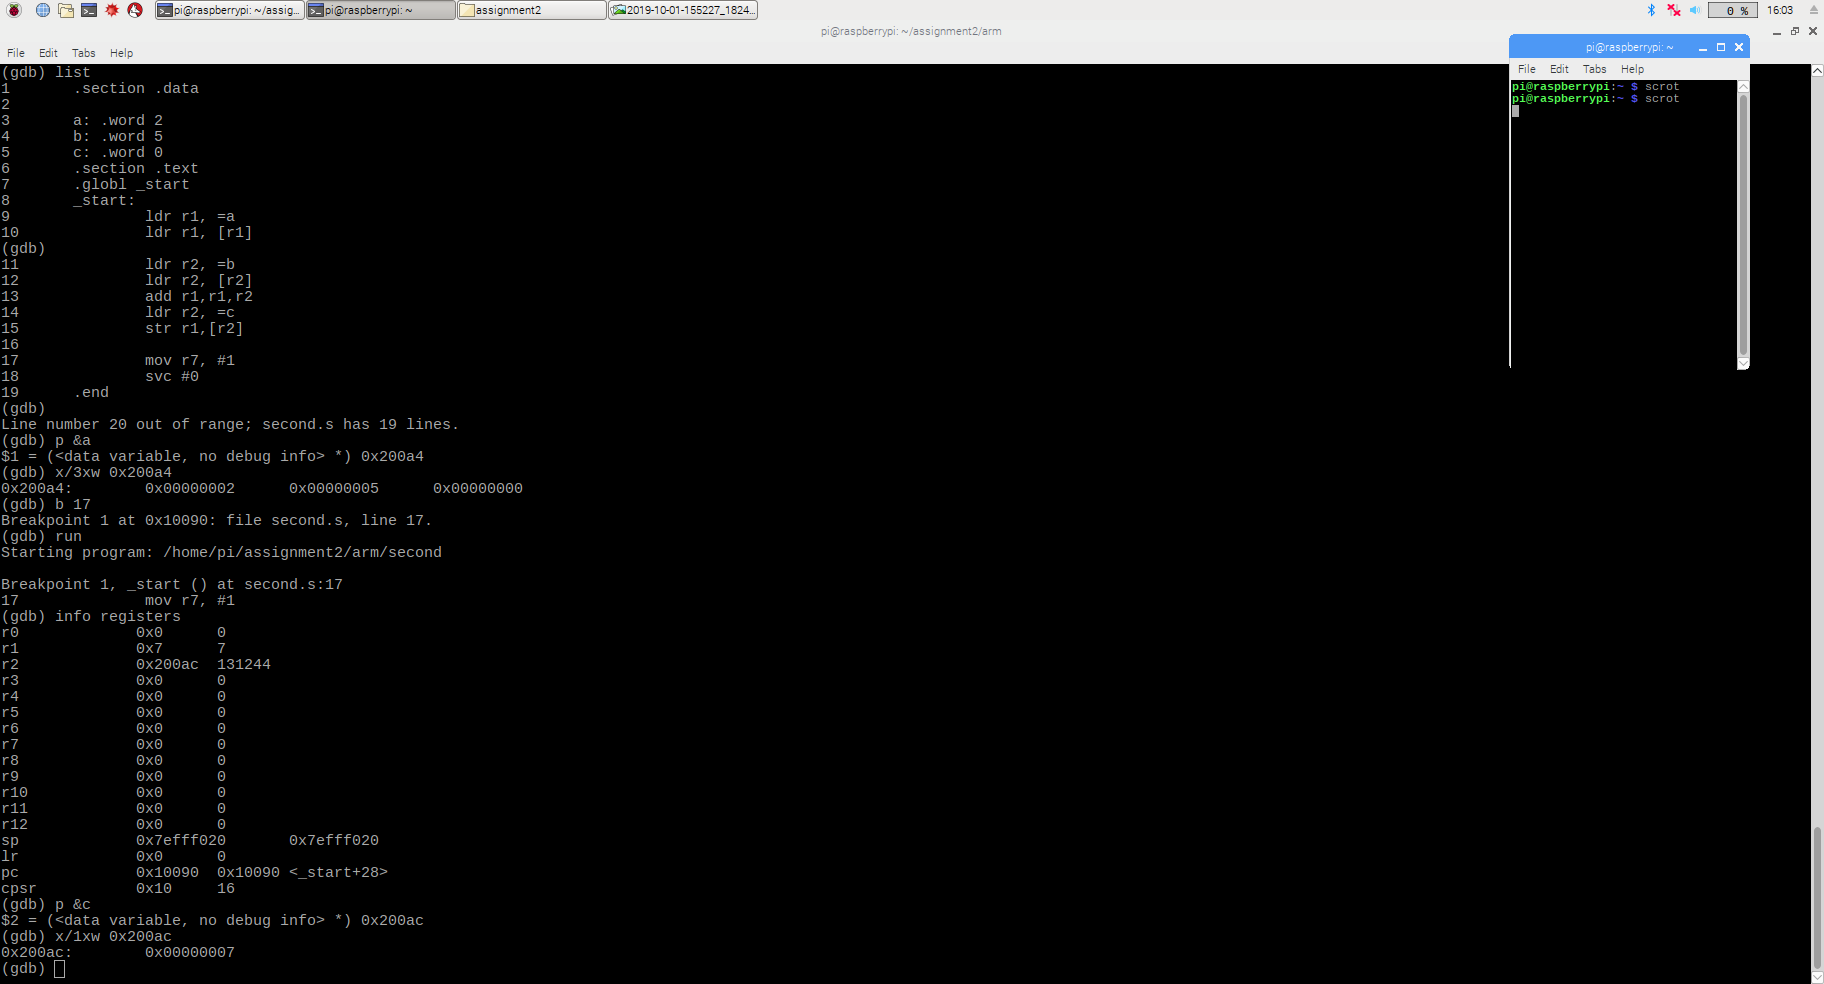 pi@raspberrypi: ~/assig... pi@raspberrypi: ~ assignment2 2019-10-01-155227_1824... 0 % 16:03
pi@raspberrypi: ~/assignment2/arm
File Edit Tabs Help
(gdb) list
1 .section .data
2
3 a: .word 2
4 b: .word 5
5 c: .word 0
6 .section .text
7 .globl _start
8 _start:
9 ldr r1, =a
10 ldr r1, [r1]
(gdb)
11 ldr r2, =b
12 ldr r2, [r2]
13 add r1,r1,r2
14 ldr r2, =c
15 str r1,[r2]
16
17 mov r7, #1
18 svc #0
19 .end
(gdb)
Line number 20 out of range; second.s has 19 lines.
(gdb) p &a
$1 = (<data variable, no debug info> *) 0x200a4
(gdb) x/3xw 0x200a4
0x200a4: 0x00000002 0x00000005 0x00000000
(gdb) b 17
Breakpoint 1 at 0x10090: file second.s, line 17.
(gdb) run
Starting program: /home/pi/assignment2/arm/second
Breakpoint 1, _start () at second.s:17
17 mov r7, #1
(gdb) info registers
r0 0x0 0
r1 0x7 7
r2 0x200ac 131244
r3 0x0 0
r4 0x0 0
r5 0x0 0
r6 0x0 0
r7 0x0 0
r8 0x0 0
r9 0x0 0
r10 0x0 0
r11 0x0 0
r12 0x0 0
sp 0x7efff020 0x7efff020
lr 0x0 0
pc 0x10090 0x10090 <_start+28>
cpsr 0x10 16
(gdb) p &c
$2 = (<data variable, no debug info> *) 0x200ac
(gdb) x/1xw 0x200ac
0x200ac: 0x00000007
(gdb)
pi@raspberrypi: ~
File Edit Tabs Help
pi@raspberrypi:~ $ scrot
pi@raspberrypi:~ $ scrot